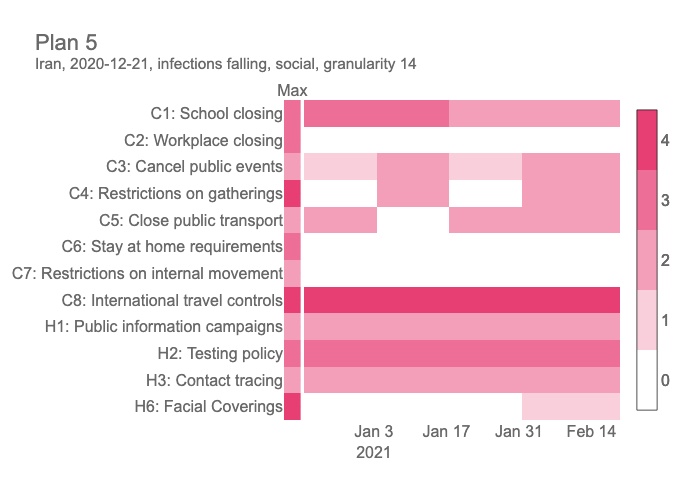 Plan 5
Iran, 2020-12-21, infections falling, social, granularity 14
Max
C1: School closing
C2: Workplace closing
C3: Cancel public events
C4: Restrictions on gatherings
C5: Close public transport
C6: Stay at home requirements
C7: Restrictions on internal movement
C8: International travel controls
H1: Public information campaigns
H2: Testing policy
H3: Contact tracing
H6: Facial Coverings
Jan 3 Jan 17 Jan 31 Feb 14
2021
4
3
2
1
0